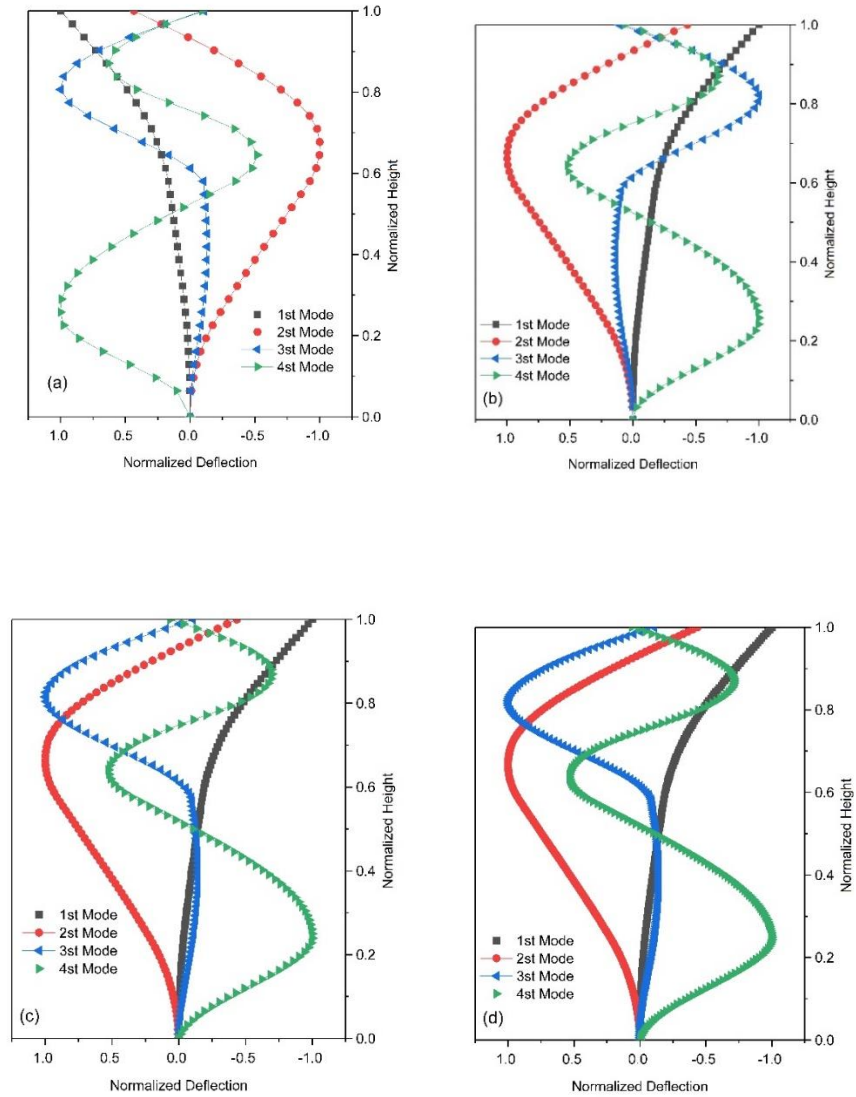 1.0
0.8
0.6
0.4
0.2
0.0
Normalized Height
1st Mode
2st Mode
3st Mode
4st Mode
(a)
1.0 0.5 0.0 -0.5 -1.0
Normalized Deflection
1.0
0.8
0.6
0.4
0.2
0.0
Normalized Height
1st Mode
2st Mode
3st Mode
4st Mode
(b)
1.0 0.5 0.0 -0.5 -1.0
Normalized Deflection
1.0
0.8
0.6
0.4
0.2
0.0
Normalized Height
1st Mode
2st Mode
3st Mode
4st Mode
(c)
1.0 0.5 0.0 -0.5 -1.0
Normalized Deflection
1.0
0.8
0.6
0.4
0.2
0.0
Normalized Height
1st Mode
2st Mode
3st Mode
4st Mode
(d)
1.0 0.5 0.0 -0.5 -1.0
Normalized Deflection